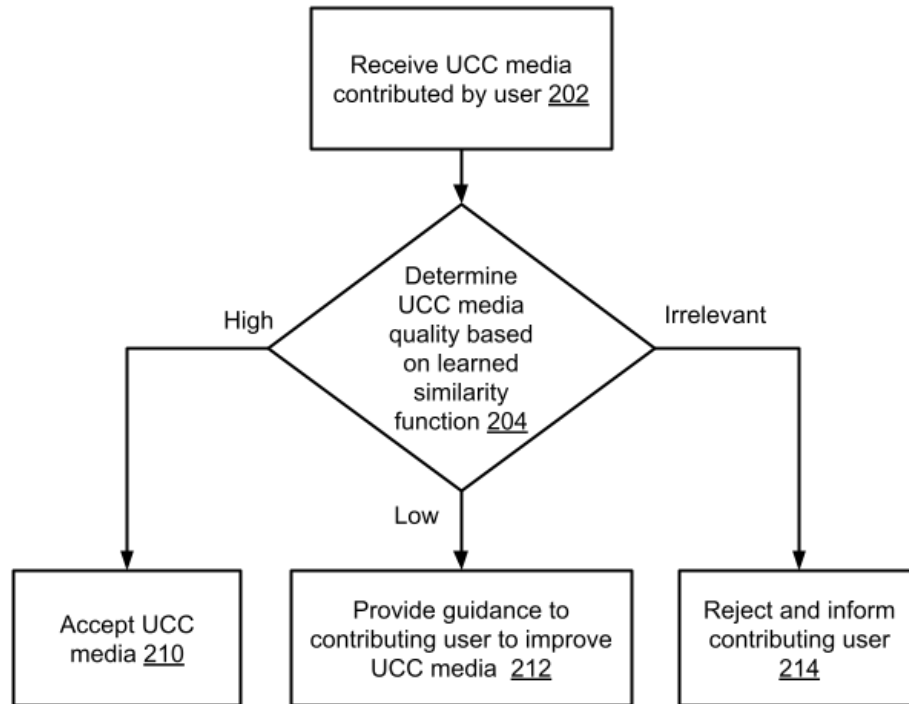 Receive UCC media
contributed by user 202
Determine
UCC media
quality based
on learned
similarity
function 204
High
Irrelevant
Low
Accept UCC
media 210
Provide guidance to
contributing user to improve
UCC media 212
Reject and inform
contributing user
214